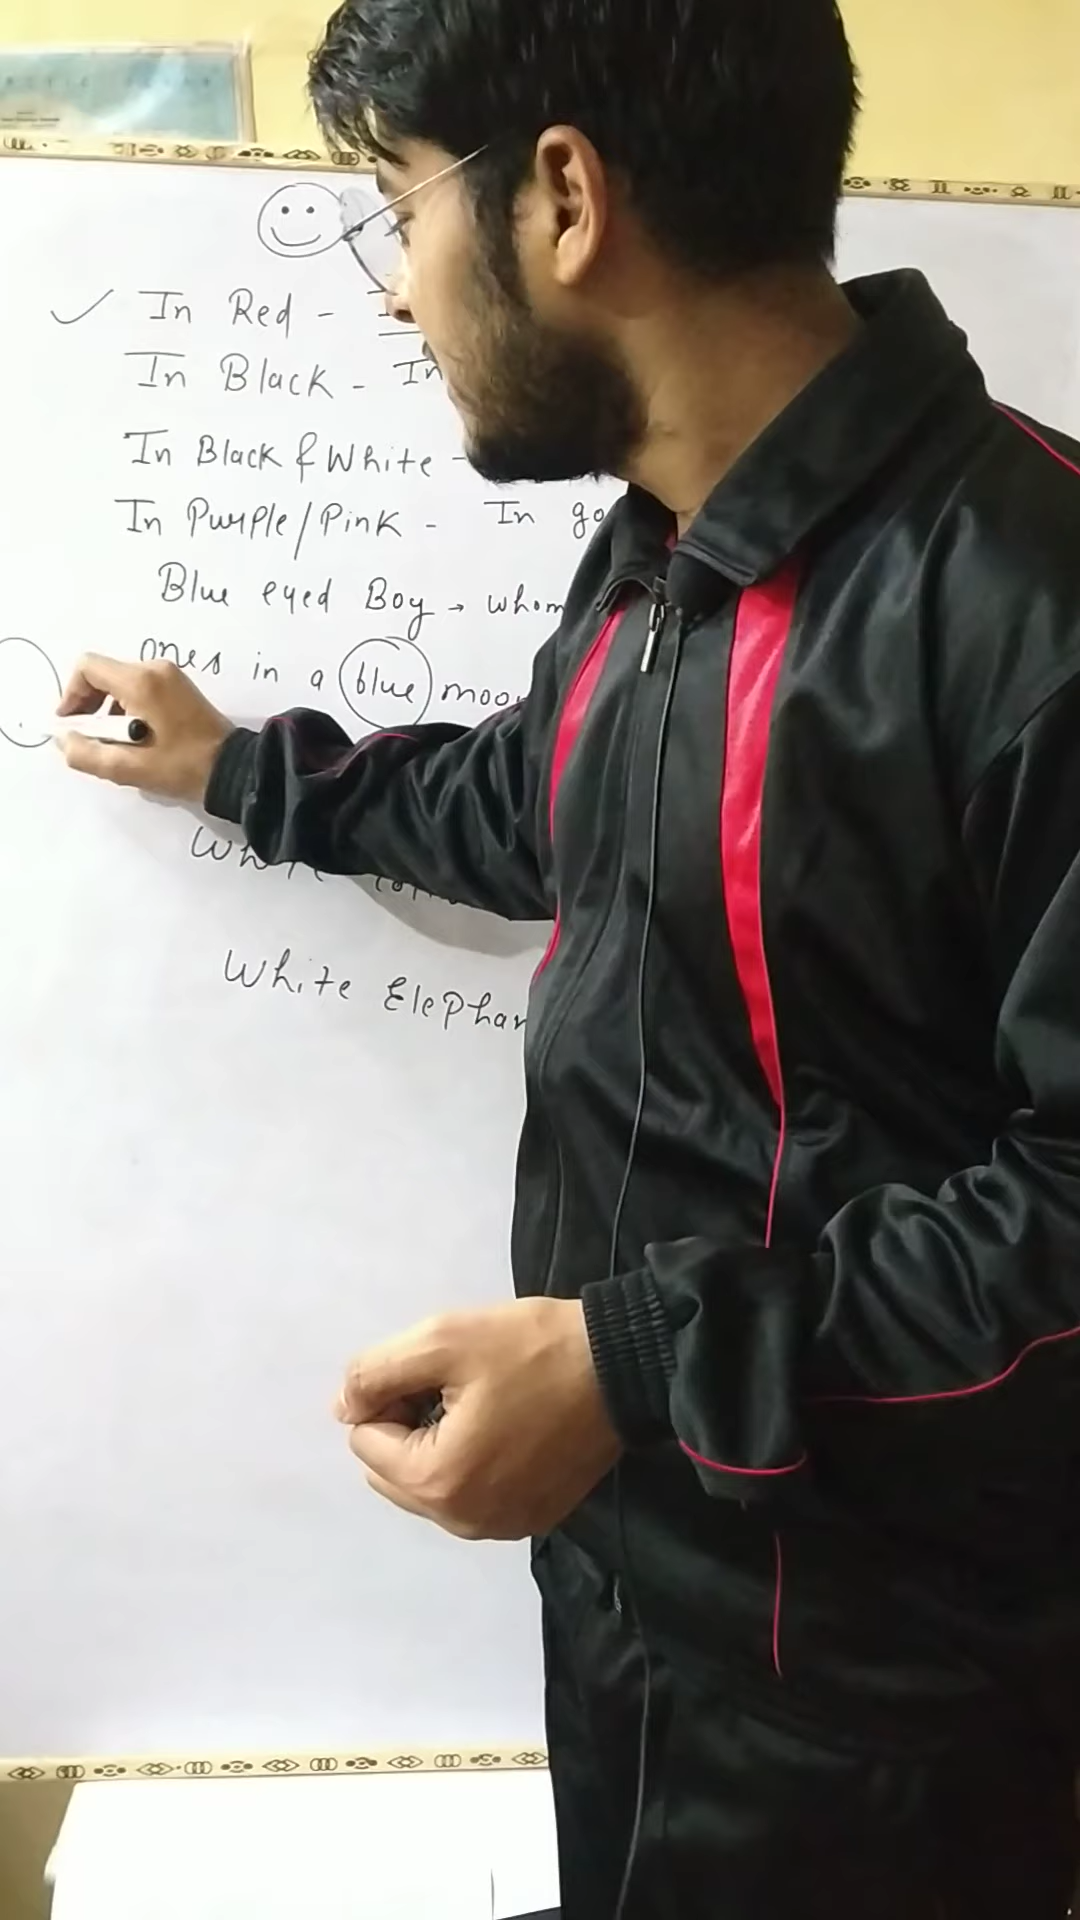 In Red -
In Black - In
In Black & White -
In Purple/Pink - In go
Blue eyed Boy → whom
ones in a blue moon
White
White Elephan